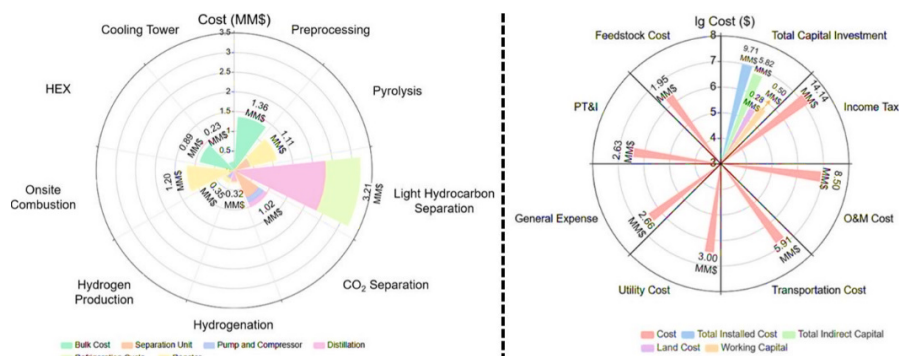 Cost (MM$)
Cooling Tower
Preprocessing
HEX
Pyrolysis
Onsite Combustion
Light Hydrocarbon Separation
Hydrogen Production
CO₂ Separation
Hydrogenation
3.5
3
2.5
2
1.5
1
0.5
1.36 MM$
1.11 MM$
3.21 MM$
1.02 MM$
0.32 MM$
0.35 MM$
1.20 MM$
0.89 MM$
0.23 MM$
Bulk Cost
Separation Unit
Pump and Compressor
Distillation
lg Cost ($)
Feedstock Cost
Total Capital Investment
PT&I
Income Tax
General Expense
O&M Cost
Utility Cost
Transportation Cost
8
7
6
5
4
3
9.71 MM$
5.82 MM$
0.28 MM$
0.50 MM$
14.14 MM$
8.50 MM$
5.91 MM$
3.00 MM$
2.66 MM$
2.63 MM$
1.95 MM$
Cost
Total Installed Cost
Total Indirect Capital
Land Cost
Working Capital